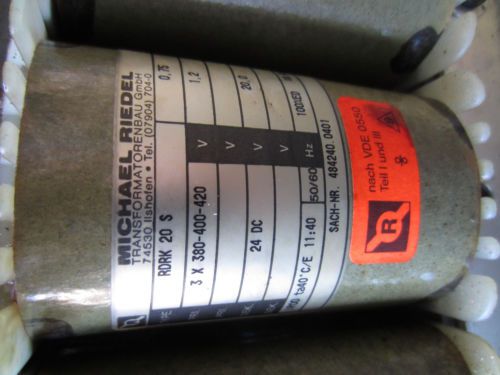 MICHAEL RIEDEL
TRANSFORMATORENBAU GmbH
74530 Ilshofen • Tel. (07904) 704-0
RDRK 20 S 0,75
3 X 380-400-420 V 1,2
V
24 DC V 20,0
V
ta40°C/E 11:40 50/60 Hz 100%ED
SACH-NR. 484240.0401
nach VDE 0550
Teil I und III
R